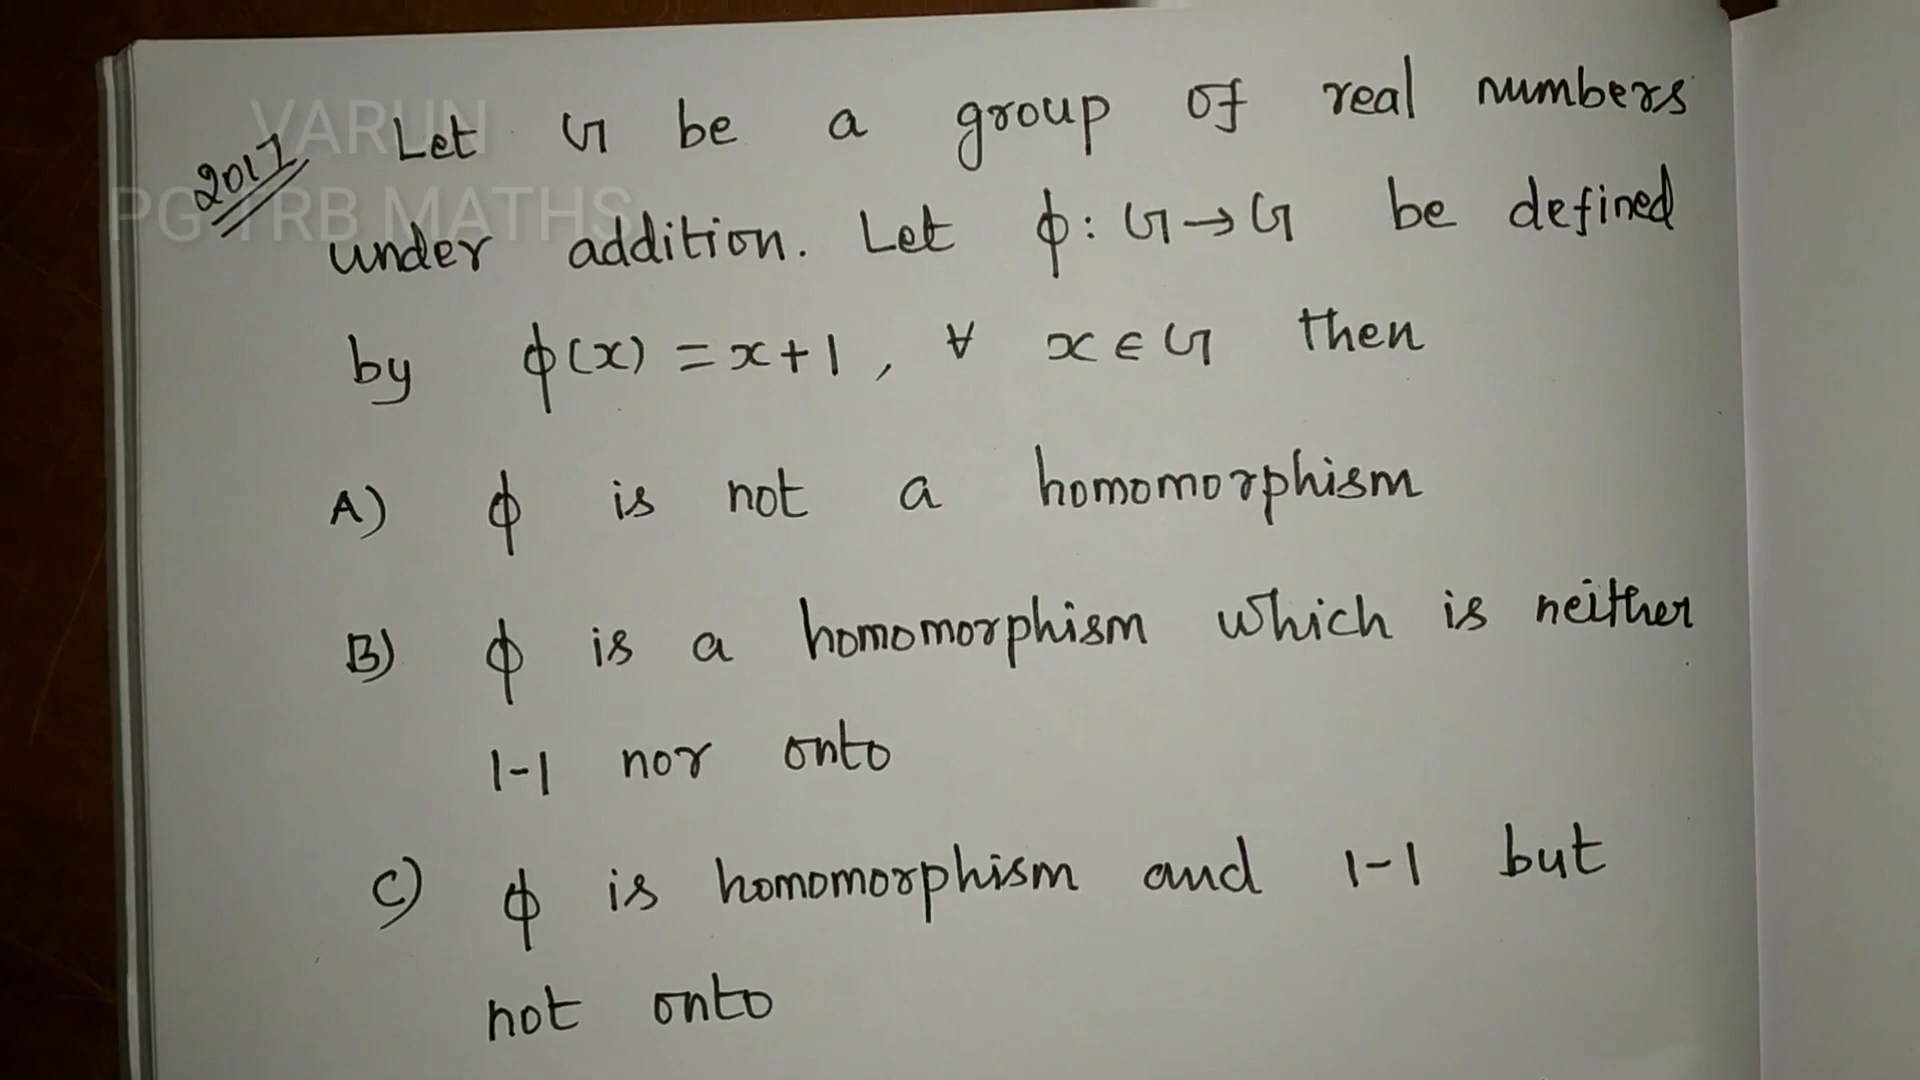 VARUN
PG TRB MATHS
2017 Let G be a group of real numbers
under addition. Let ϕ: G→G be defined
by ϕ(x) = x+1, ∀ x ∈ G then
A) ϕ is not a homomorphism
B) ϕ is a homomorphism which is neither
1-1 nor onto
C) ϕ is homomorphism and 1-1 but
not onto